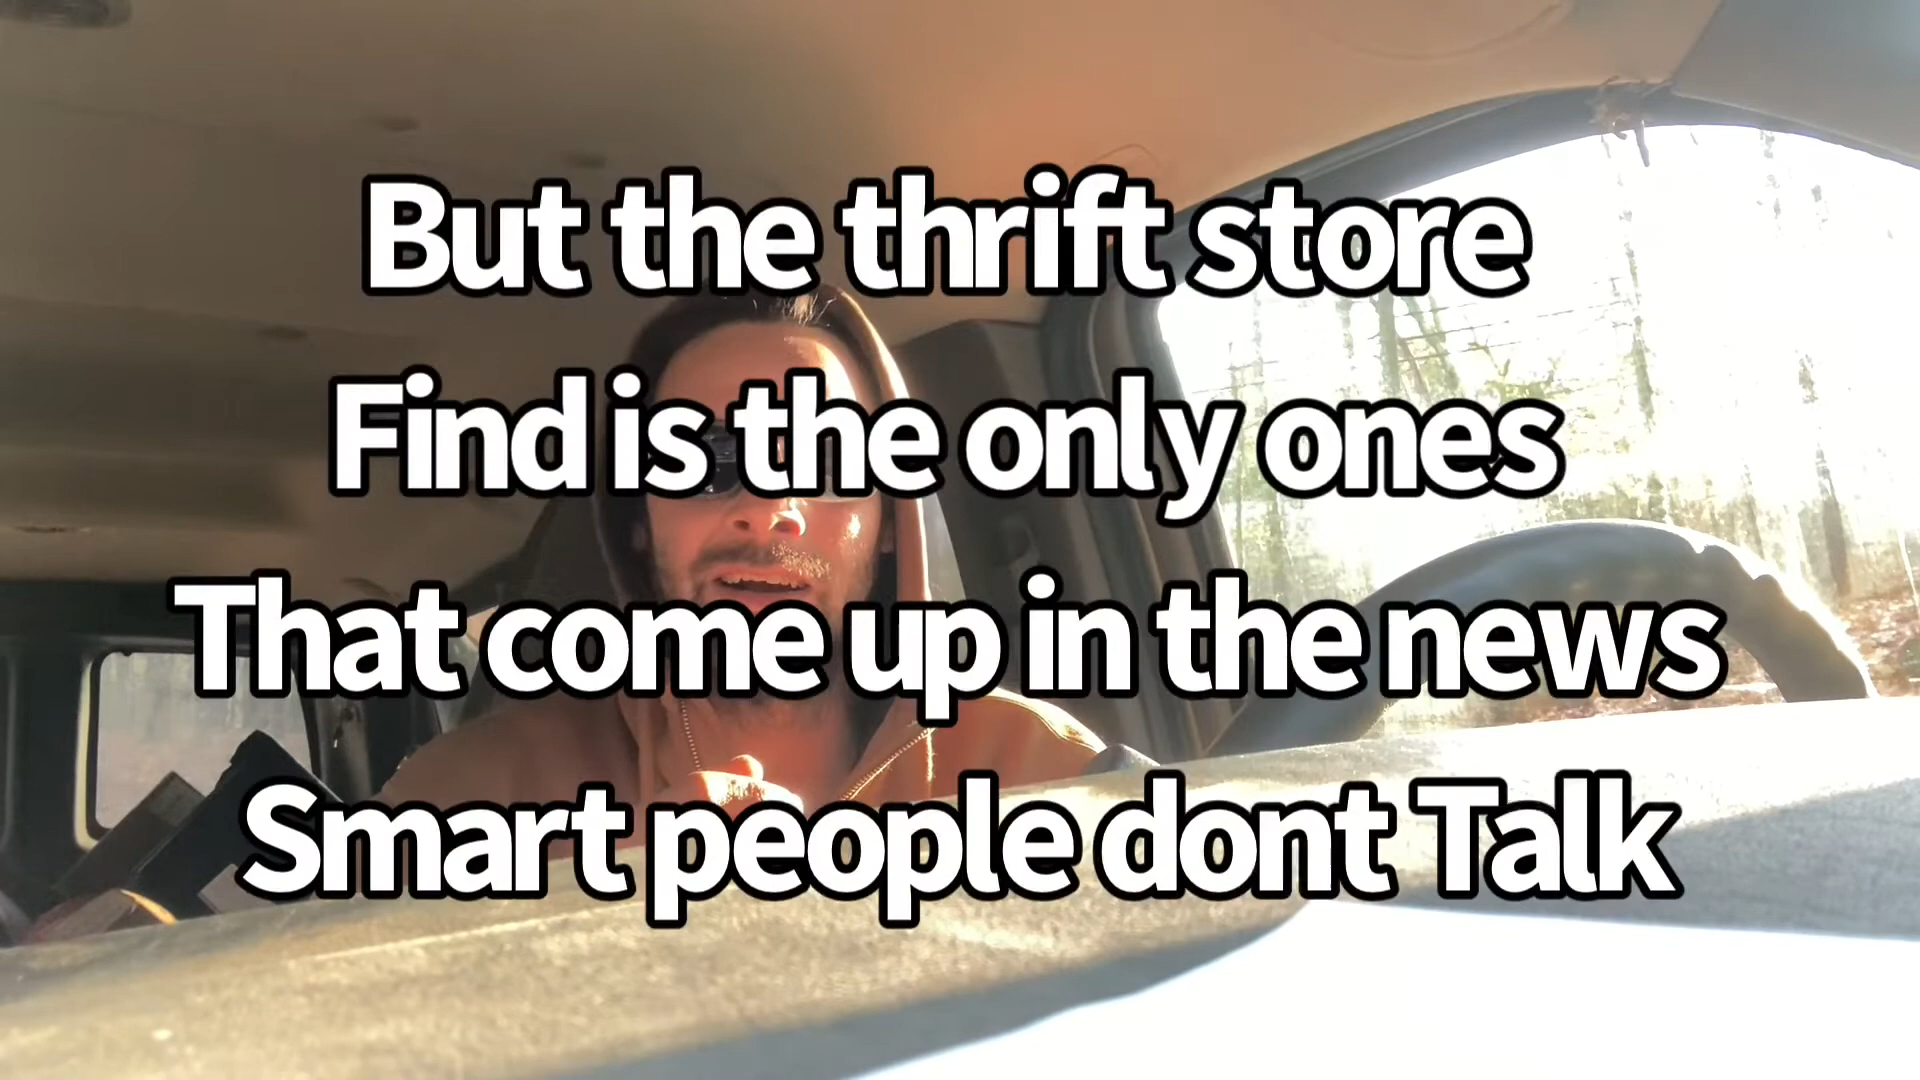 But the thrift store
Find is the only ones
That come up in the news
Smart people dont Talk